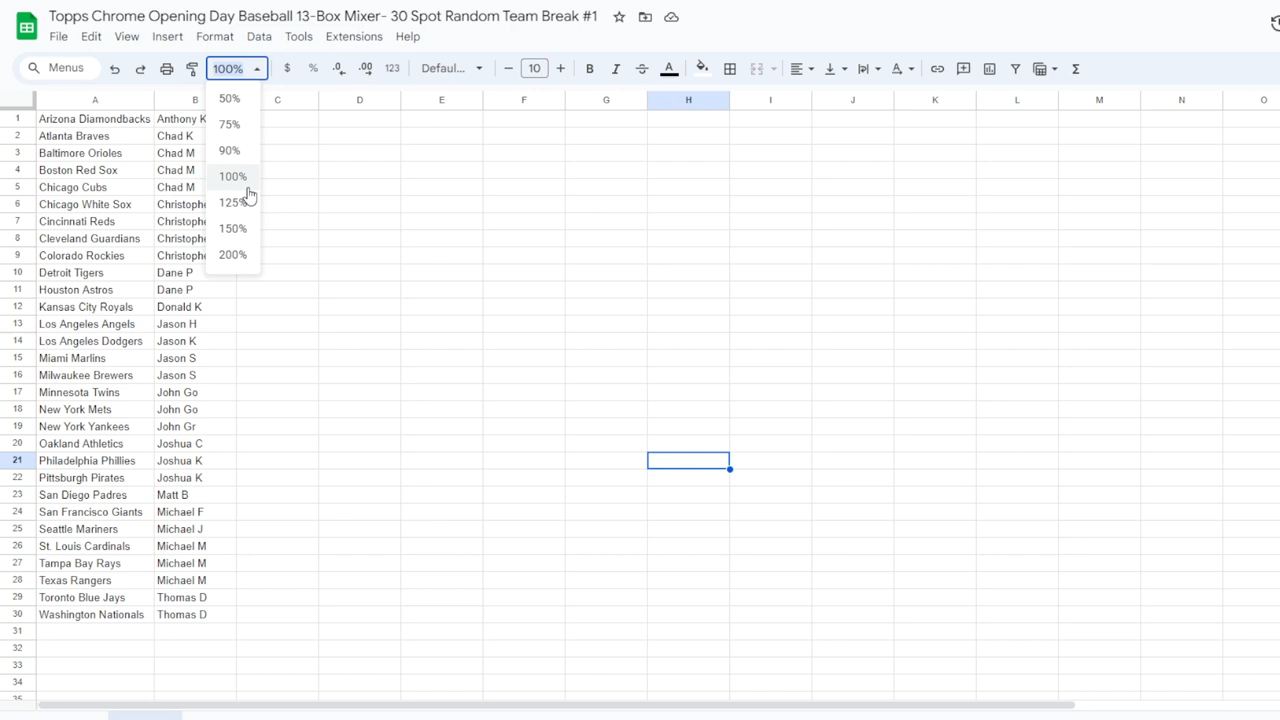 Topps Chrome Opening Day Baseball 13-Box Mixer- 30 Spot Random Team Break #1
File Edit View Insert Format Data Tools Extensions Help
Menus 100% $ % .0 .00 123 Defaul... − 10 + B I A Σ
50%
75%
90%
100%
125%
150%
200%
A B C D E F G H I J K L M N O
1 Arizona Diamondbacks Anthony K
2 Atlanta Braves Chad K
3 Baltimore Orioles Chad M
4 Boston Red Sox Chad M
5 Chicago Cubs Chad M
6 Chicago White Sox Christophe
7 Cincinnati Reds Christophe
8 Cleveland Guardians Christophe
9 Colorado Rockies Christophe
10 Detroit Tigers Dane P
11 Houston Astros Dane P
12 Kansas City Royals Donald K
13 Los Angeles Angels Jason H
14 Los Angeles Dodgers Jason K
15 Miami Marlins Jason S
16 Milwaukee Brewers Jason S
17 Minnesota Twins John Go
18 New York Mets John Go
19 New York Yankees John Gr
20 Oakland Athletics Joshua C
21 Philadelphia Phillies Joshua K
22 Pittsburgh Pirates Joshua K
23 San Diego Padres Matt B
24 San Francisco Giants Michael F
25 Seattle Mariners Michael J
26 St. Louis Cardinals Michael M
27 Tampa Bay Rays Michael M
28 Texas Rangers Michael M
29 Toronto Blue Jays Thomas D
30 Washington Nationals Thomas D
31
32
33
34
35